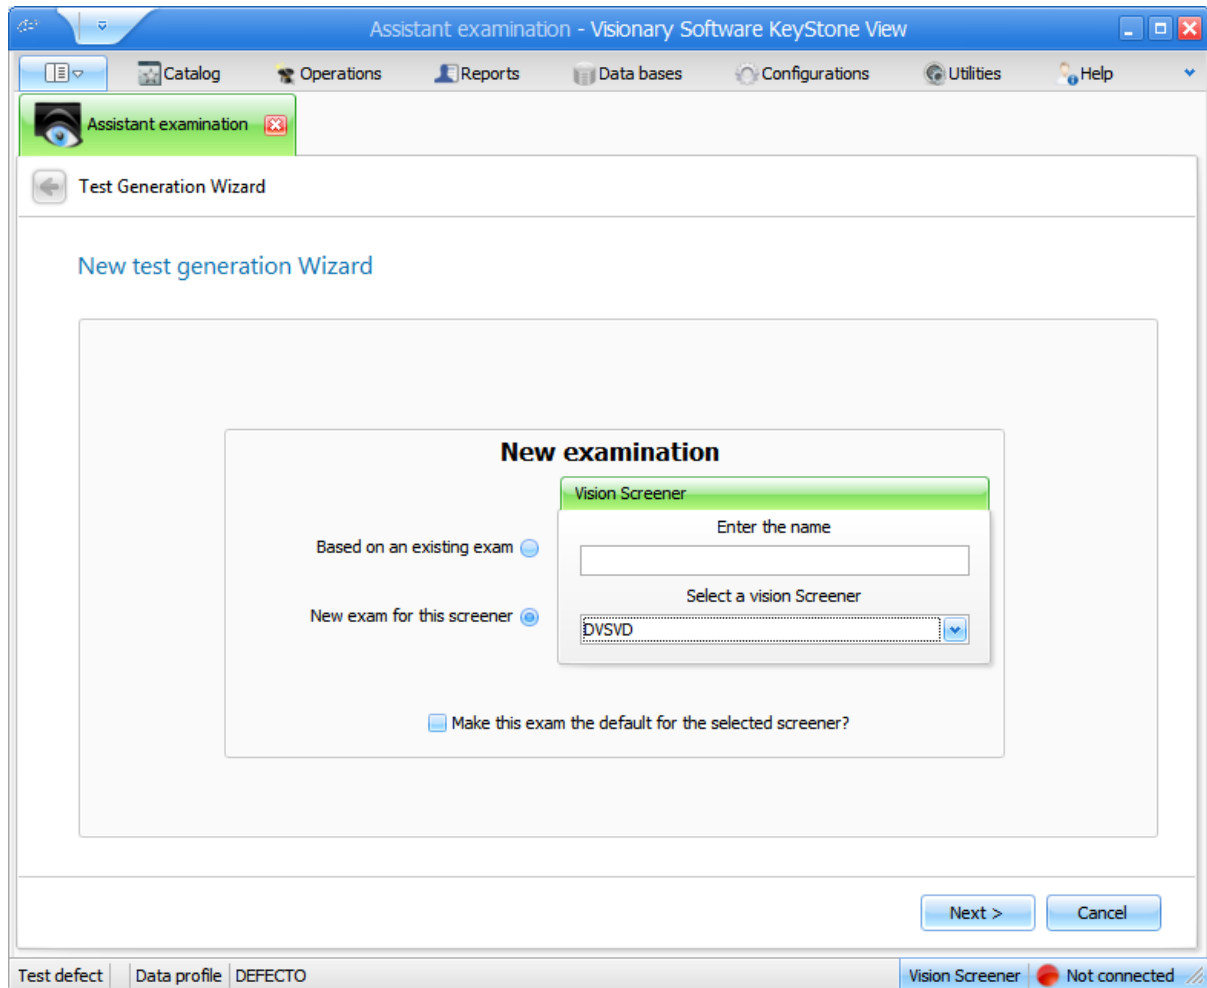 Assistant examination - Visionary Software KeyStone View
Catalog Operations Reports Data bases Configurations Utilities Help
Assistant examination
Test Generation Wizard
New test generation Wizard
New examination
Vision Screener
Enter the name
Based on an existing exam
Select a vision Screener
New exam for this screener
DVSVD
Make this exam the default for the selected screener?
Next > Cancel
Test defect Data profile DEFECTO Vision Screener Not connected